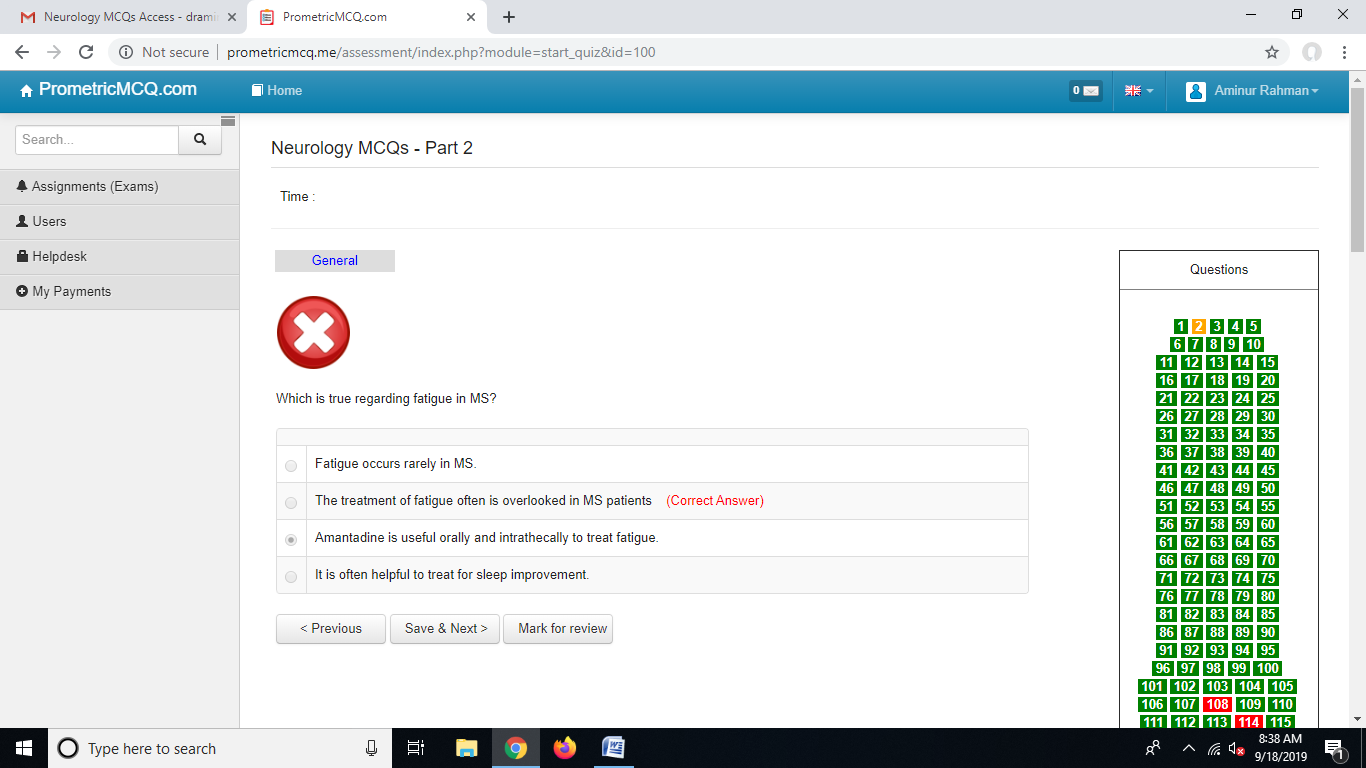 Neurology MCQs Access - drami
PrometricMCQ.com
Not secure
prometricmcq.me/assessment/index.php?module=start_quiz&id=100
PrometricMCQ.com
Home
0
Aminur Rahman
Search...
Assignments (Exams)
Users
Helpdesk
My Payments
Neurology MCQs - Part 2
Time :
General
Which is true regarding fatigue in MS?
Fatigue occurs rarely in MS.
The treatment of fatigue often is overlooked in MS patients (Correct Answer)
Amantadine is useful orally and intrathecally to treat fatigue.
It is often helpful to treat for sleep improvement.
< Previous
Save & Next >
Mark for review
Questions
1 2 3 4 5
6 7 8 9 10
11 12 13 14 15
16 17 18 19 20
21 22 23 24 25
26 27 28 29 30
31 32 33 34 35
36 37 38 39 40
41 42 43 44 45
46 47 48 49 50
51 52 53 54 55
56 57 58 59 60
61 62 63 64 65
66 67 68 69 70
71 72 73 74 75
76 77 78 79 80
81 82 83 84 85
86 87 88 89 90
91 92 93 94 95
96 97 98 99 100
101 102 103 104 105
106 107 108 109 110
111 112 113 114 115
Type here to search
8:38 AM
9/18/2019
1